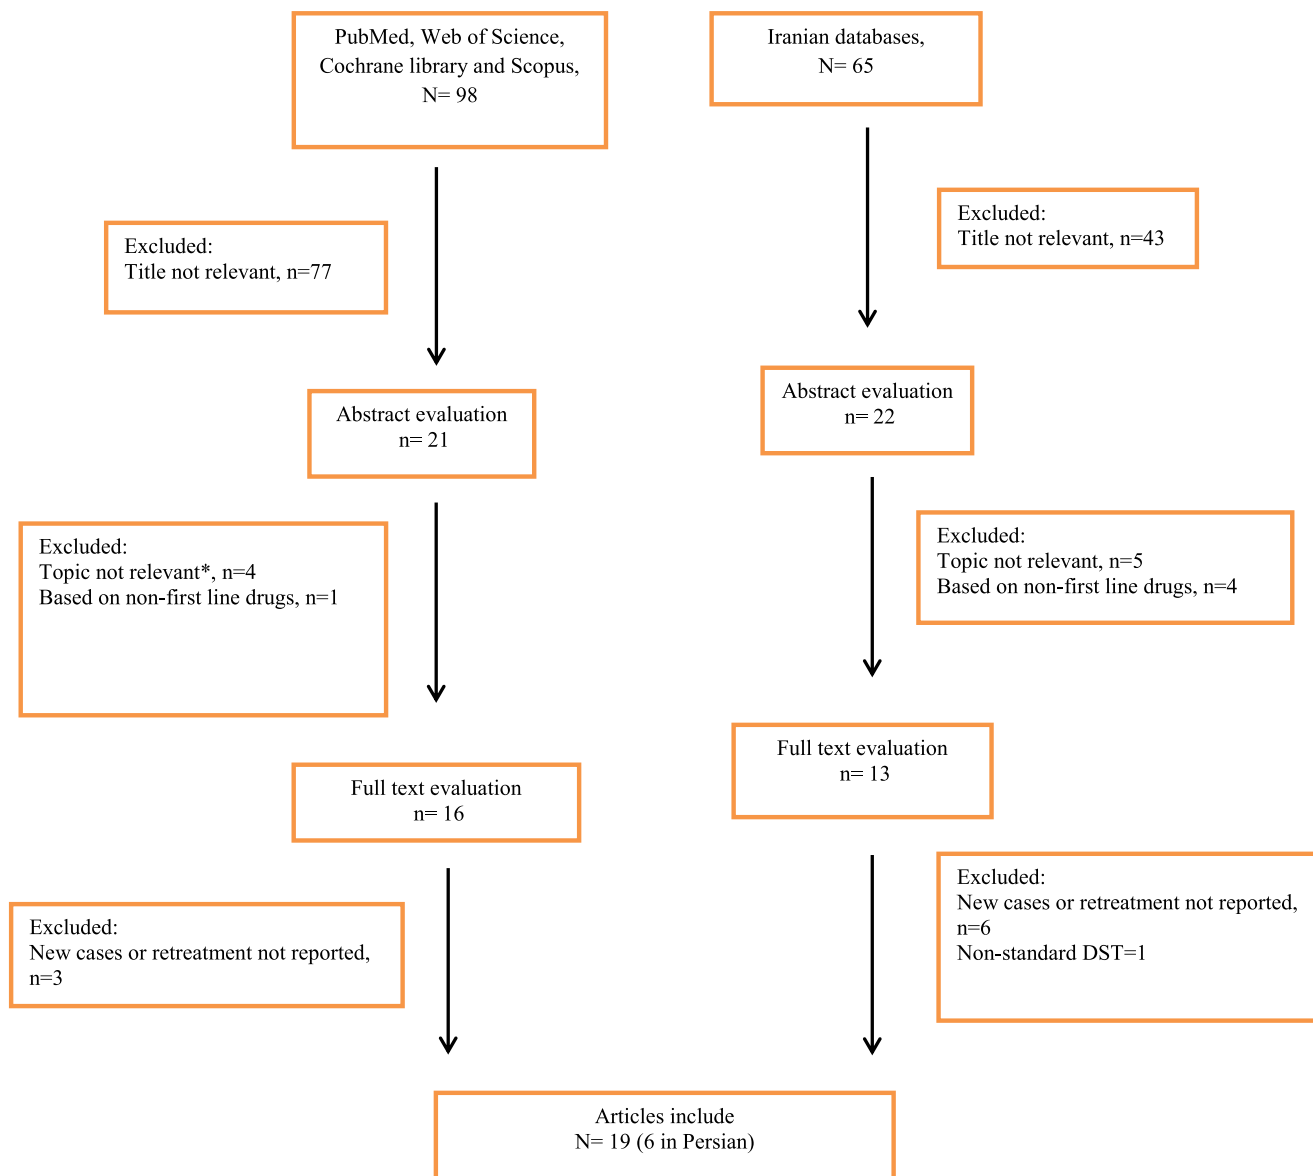 PubMed, Web of Science,
Cochrane library and Scopus,
N= 98
Iranian databases,
N= 65
Excluded:
Title not relevant, n=77
Excluded:
Title not relevant, n=43
Abstract evaluation
n= 21
Abstract evaluation
n= 22
Excluded:
Topic not relevant*, n=4
Based on non-first line drugs, n=1
Excluded:
Topic not relevant, n=5
Based on non-first line drugs, n=4
Full text evaluation
n= 16
Full text evaluation
n= 13
Excluded:
New cases or retreatment not reported,
n=3
Excluded:
New cases or retreatment not reported,
n=6
Non-standard DST=1
Articles include
N= 19 (6 in Persian)